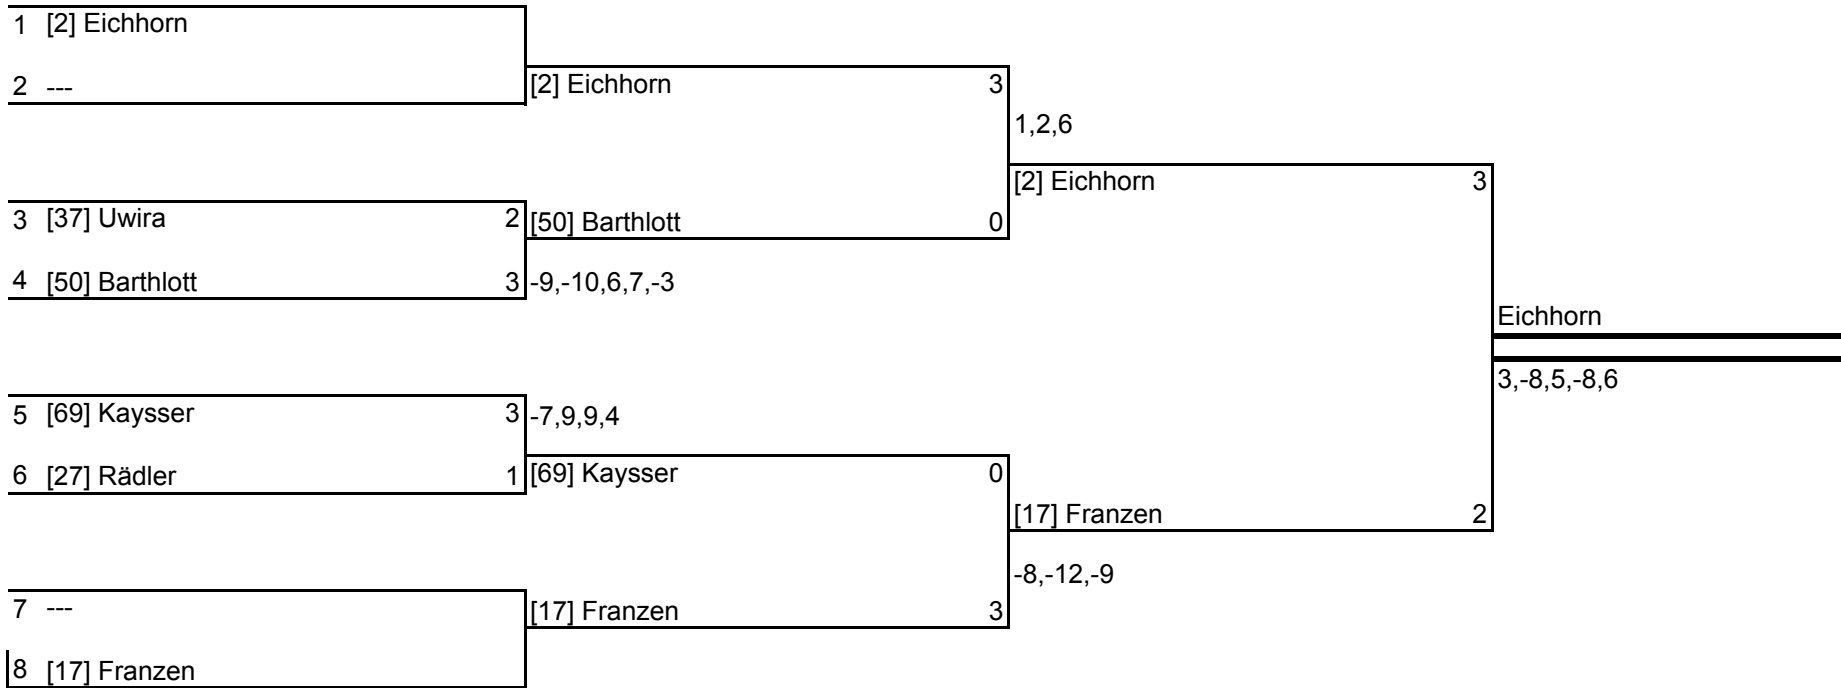 1 [2] Eichhorn
2 ---
[2] Eichhorn 3
1,2,6
[2] Eichhorn 3
3 [37] Uwira 2
[50] Barthlott 0
4 [50] Barthlott 3
-9,-10,6,7,-3
Eichhorn
3,-8,5,-8,6
5 [69] Kaysser 3
-7,9,9,4
6 [27] Rädler 1
[69] Kaysser 0
[17] Franzen 2
-8,-12,-9
7 ---
[17] Franzen 3
8 [17] Franzen